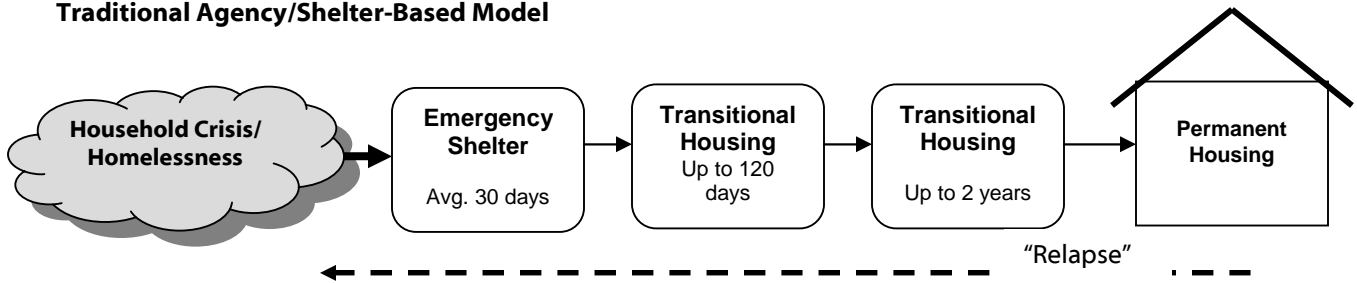 Traditional Agency/Shelter-Based Model
Household Crisis/
Homelessness
Emergency
Shelter
Avg. 30 days
Transitional
Housing
Up to 120
days
Transitional
Housing
Up to 2 years
Permanent
Housing
“Relapse”